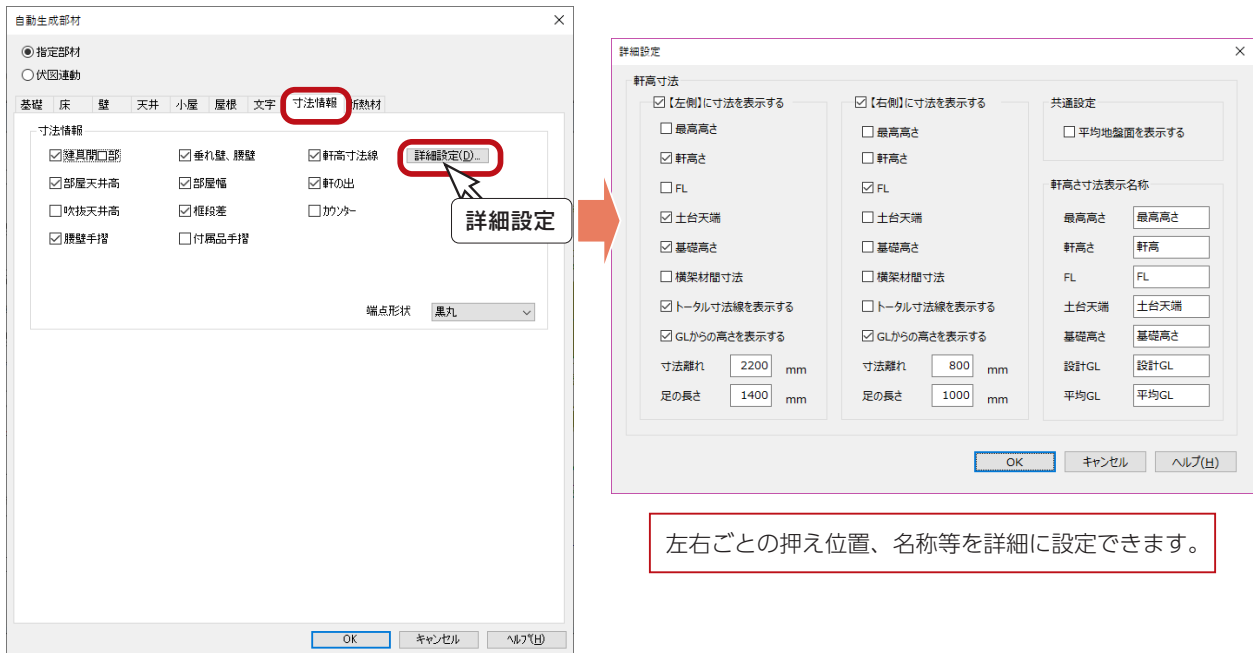 自動生成部材
指定部材
伏図連動
基礎 床 壁 天井 小屋 屋根 文字 寸法情報 断熱材
寸法情報
建具開口部 垂れ壁、腰壁 軒高寸法線 詳細設定(D)...
部屋天井高 部屋幅 軒の出
吹抜天井高 框段差 カウンター
腰壁手摺 付属品手摺
端点形状 黒丸
OK キャンセル ヘルプ(H)
詳細設定
詳細設定
軒高寸法
【左側】に寸法を表示する
最高高さ
軒高さ
FL
土台天端
基礎高さ
横架材間寸法
トータル寸法線を表示する
GLからの高さを表示する
寸法離れ 2200 mm
足の長さ 1400 mm
【右側】に寸法を表示する
最高高さ
軒高さ
FL
土台天端
基礎高さ
横架材間寸法
トータル寸法線を表示する
GLからの高さを表示する
寸法離れ 800 mm
足の長さ 1000 mm
共通設定
平均地盤面を表示する
軒高さ寸法表示名称
最高高さ 最高高さ
軒高さ 軒高
FL FL
土台天端 土台天端
基礎高さ 基礎高さ
設計GL 設計GL
平均GL 平均GL
OK キャンセル ヘルプ(H)
左右ごとの押え位置、名称等を詳細に設定できます。